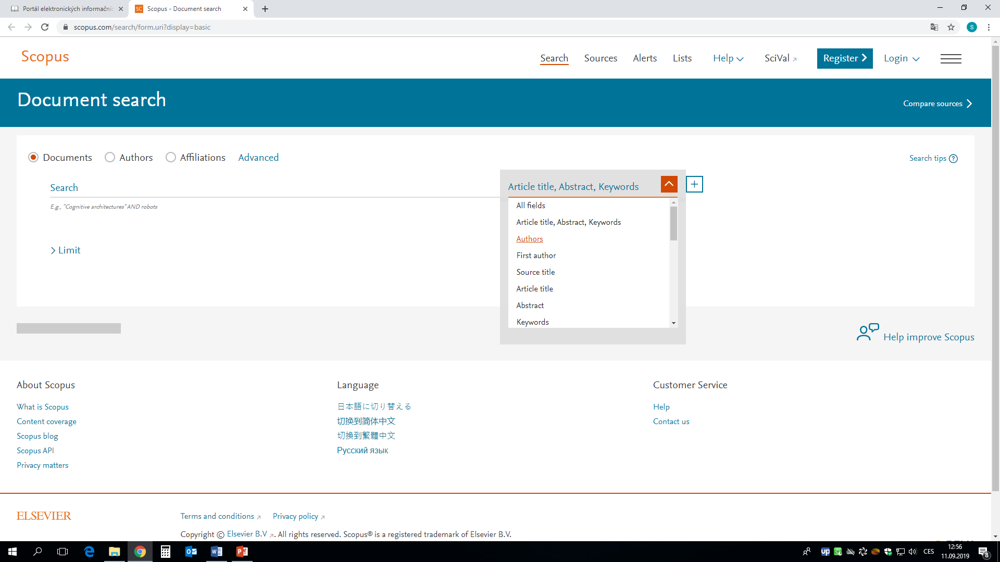 Portál elektronických informačníc
Scopus - Document search
scopus.com/search/form.uri?display=basic
S
Scopus
Search
Sources
Alerts
Lists
Help
SciVal
Register
Login
Document search
Compare sources
Documents
Authors
Affiliations
Advanced
Search tips
Search
Article title, Abstract, Keywords
E.g., "Cognitive architectures" AND robots
All fields
Article title, Abstract, Keywords
Authors
First author
Source title
Article title
Abstract
Keywords
Limit
Help improve Scopus
About Scopus
What is Scopus
Content coverage
Scopus blog
Scopus API
Privacy matters
Language
日本語に切り替える
切换到简体中文
切換到繁體中文
Русский язык
Customer Service
Help
Contact us
ELSEVIER
Terms and conditions
Privacy policy
Copyright © Elsevier B.V. All rights reserved. Scopus® is a registered trademark of Elsevier B.V.
CES
12:56
11.09.2019
8